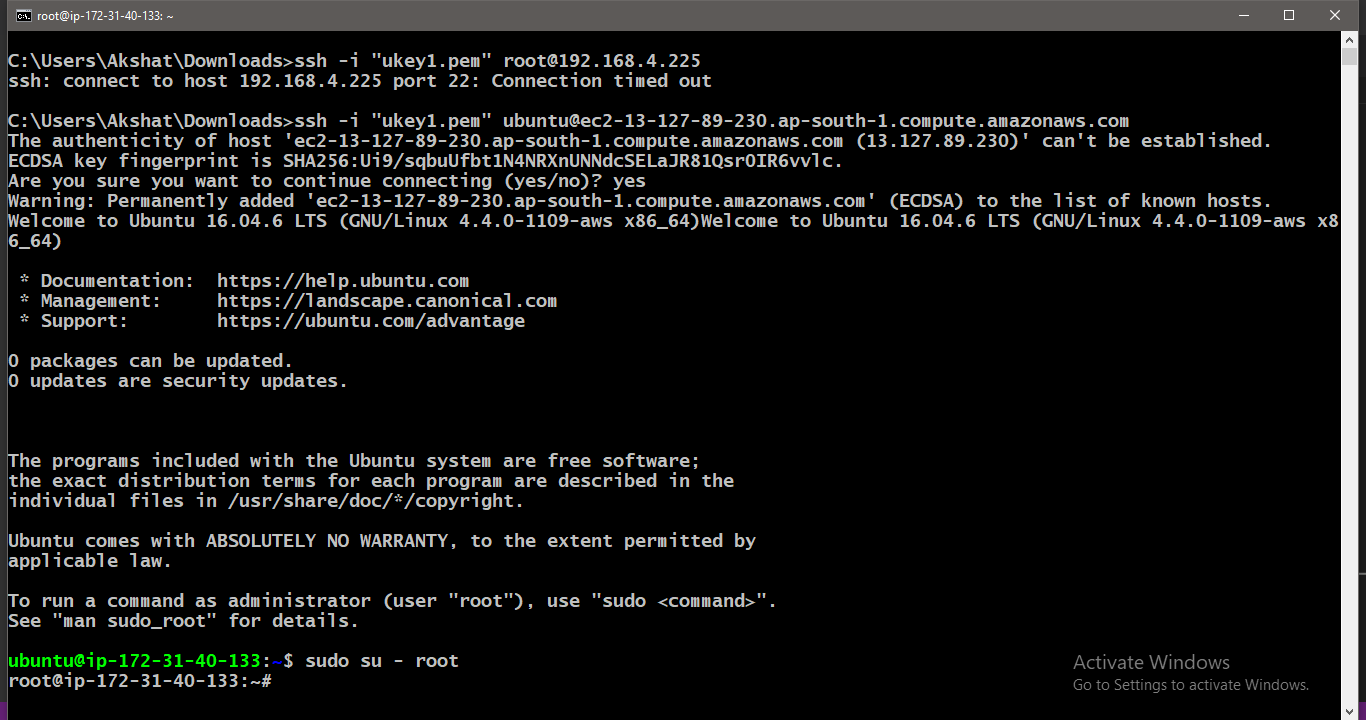 root@ip-172-31-40-133: ~
C:\Users\Akshat\Downloads>ssh -i "ukey1.pem" root@192.168.4.225
ssh: connect to host 192.168.4.225 port 22: Connection timed out
C:\Users\Akshat\Downloads>ssh -i "ukey1.pem" ubuntu@ec2-13-127-89-230.ap-south-1.compute.amazonaws.com
The authenticity of host 'ec2-13-127-89-230.ap-south-1.compute.amazonaws.com (13.127.89.230)' can't be established.
ECDSA key fingerprint is SHA256:Ui9/sqbuUfbt1N4NRXnUNNdcSELaJR81QsrOIR6vvlc.
Are you sure you want to continue connecting (yes/no)? yes
Warning: Permanently added 'ec2-13-127-89-230.ap-south-1.compute.amazonaws.com' (ECDSA) to the list of known hosts.
Welcome to Ubuntu 16.04.6 LTS (GNU/Linux 4.4.0-1109-aws x86_64)Welcome to Ubuntu 16.04.6 LTS (GNU/Linux 4.4.0-1109-aws x8
6_64)
* Documentation:  https://help.ubuntu.com
* Management:     https://landscape.canonical.com
* Support:        https://ubuntu.com/advantage
0 packages can be updated.
0 updates are security updates.
The programs included with the Ubuntu system are free software;
the exact distribution terms for each program are described in the
individual files in /usr/share/doc/*/copyright.
Ubuntu comes with ABSOLUTELY NO WARRANTY, to the extent permitted by
applicable law.
To run a command as administrator (user "root"), use "sudo <command>".
See "man sudo_root" for details.
ubuntu@ip-172-31-40-133:~$ sudo su - root
root@ip-172-31-40-133:~#
Activate Windows
Go to Settings to activate Windows.